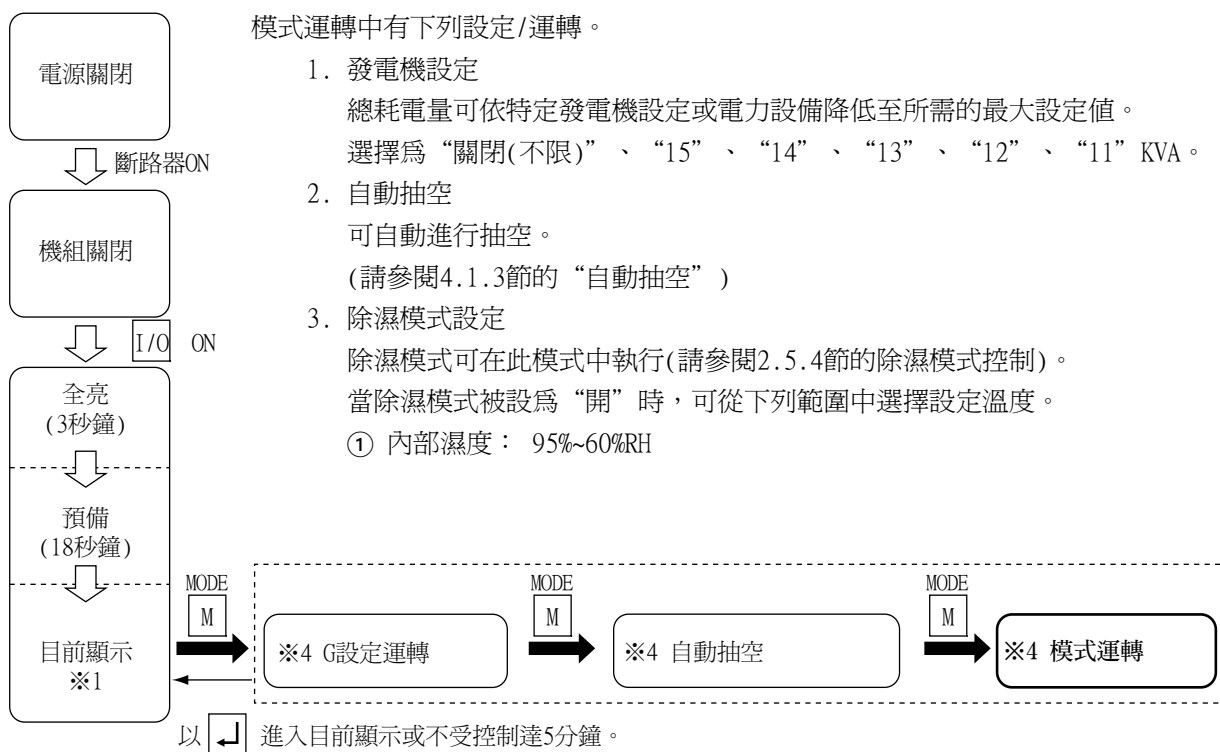 模式運轉中有下列設定/運轉。
1. 發電機設定
總耗電量可依特定發電機設定或電力設備降低至所需的最大設定値。
選擇爲“關閉(不限)”、“15”、“14”、“13”、“12”、“11”KVA。
2. 自動抽空
可自動進行抽空。
(請參閱4.1.3節的“自動抽空”)
3. 除濕模式設定
除濕模式可在此模式中執行(請參閱2.5.4節的除濕模式控制)。
當除濕模式被設爲“開”時，可從下列範圍中選擇設定溫度。
① 內部濕度： 95%~60%RH
電源關閉
斷路器ON
機組關閉
I/O ON
全亮
(3秒鐘)
預備
(18秒鐘)
目前顯示
※1
MODE
M
※4 G設定運轉
MODE
M
※4 自動抽空
MODE
M
※4 模式運轉
以 ↵ 進入目前顯示或不受控制達5分鐘。